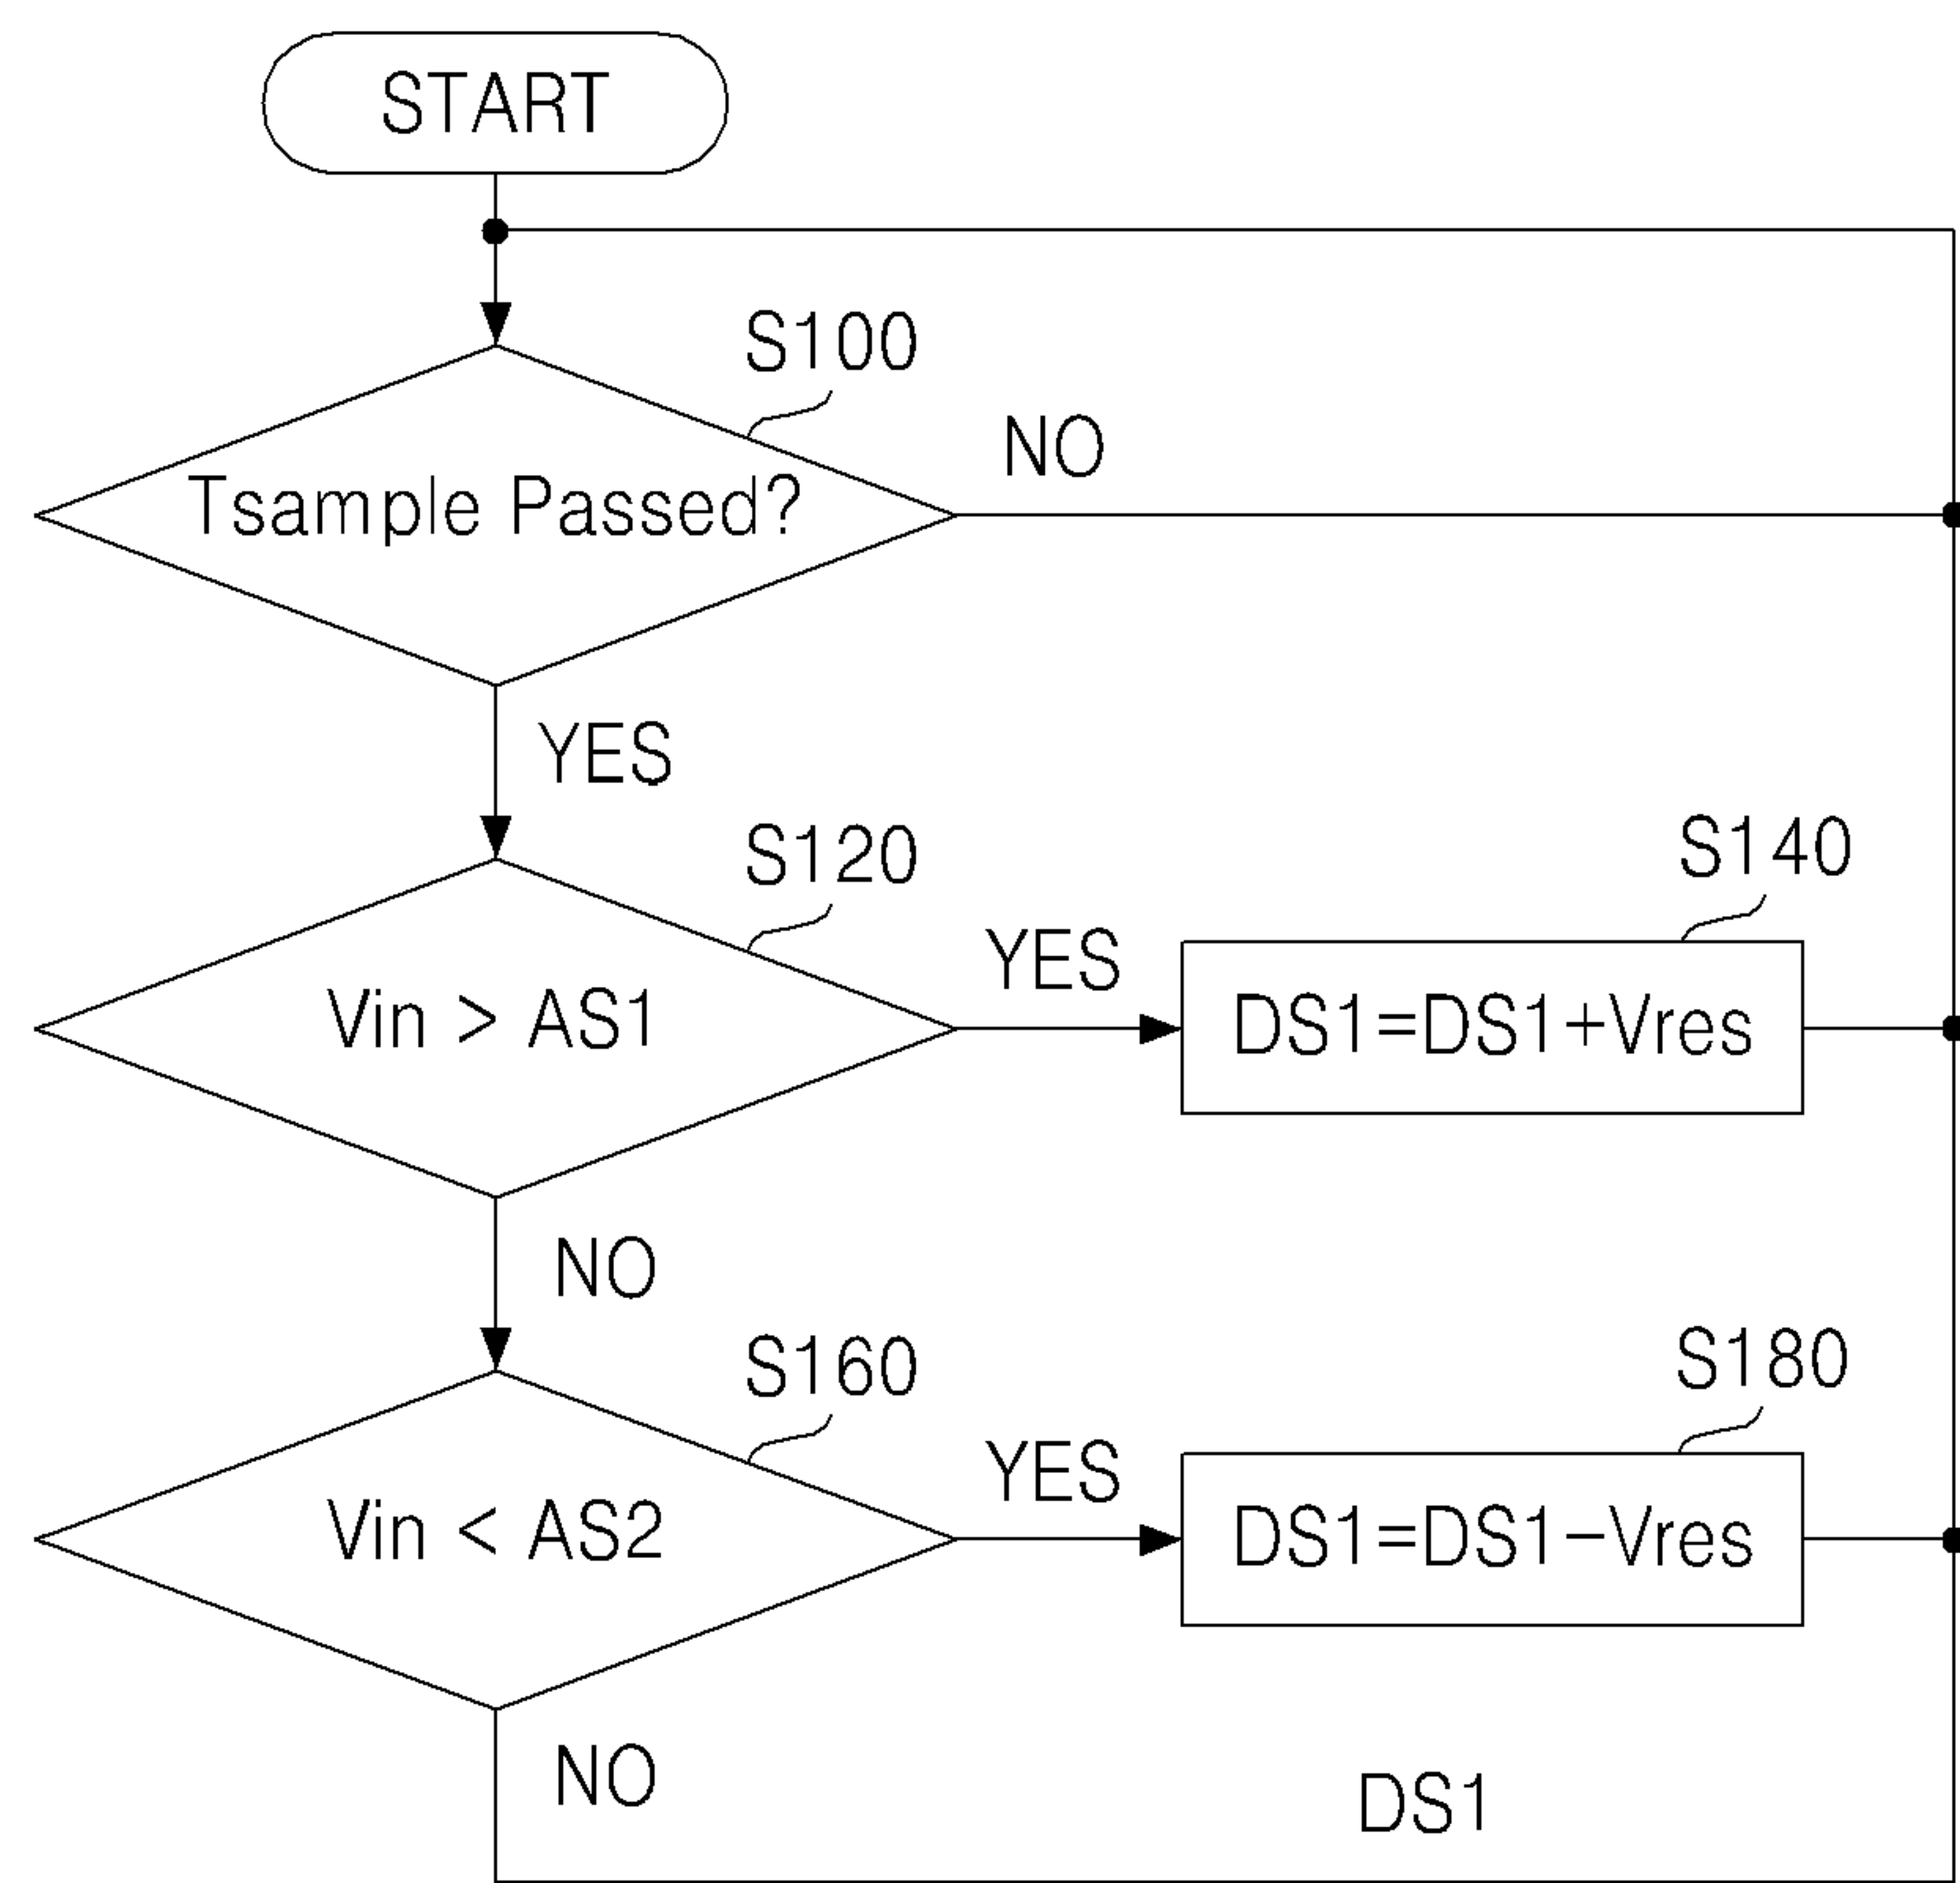 START
S100
NO
Tsample Passed?
YES
S120
S140
YES
Vin > AS1
DS1=DS1+Vres
NO
S160
S180
YES
Vin < AS2
DS1=DS1−Vres
NO
DS1